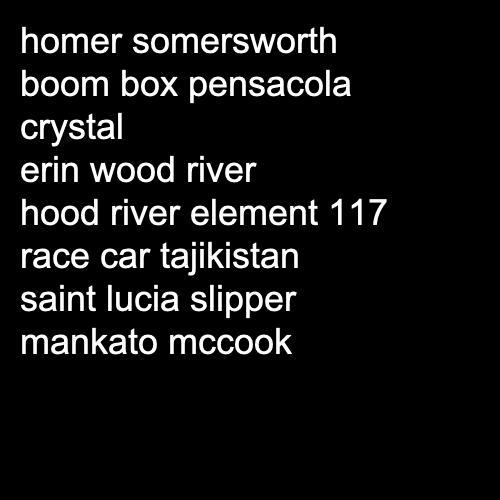 homer somersworth
boom box pensacola
crystal
erin wood river
hood river element 117
race car tajikistan
saint lucia slipper
mankato mccook